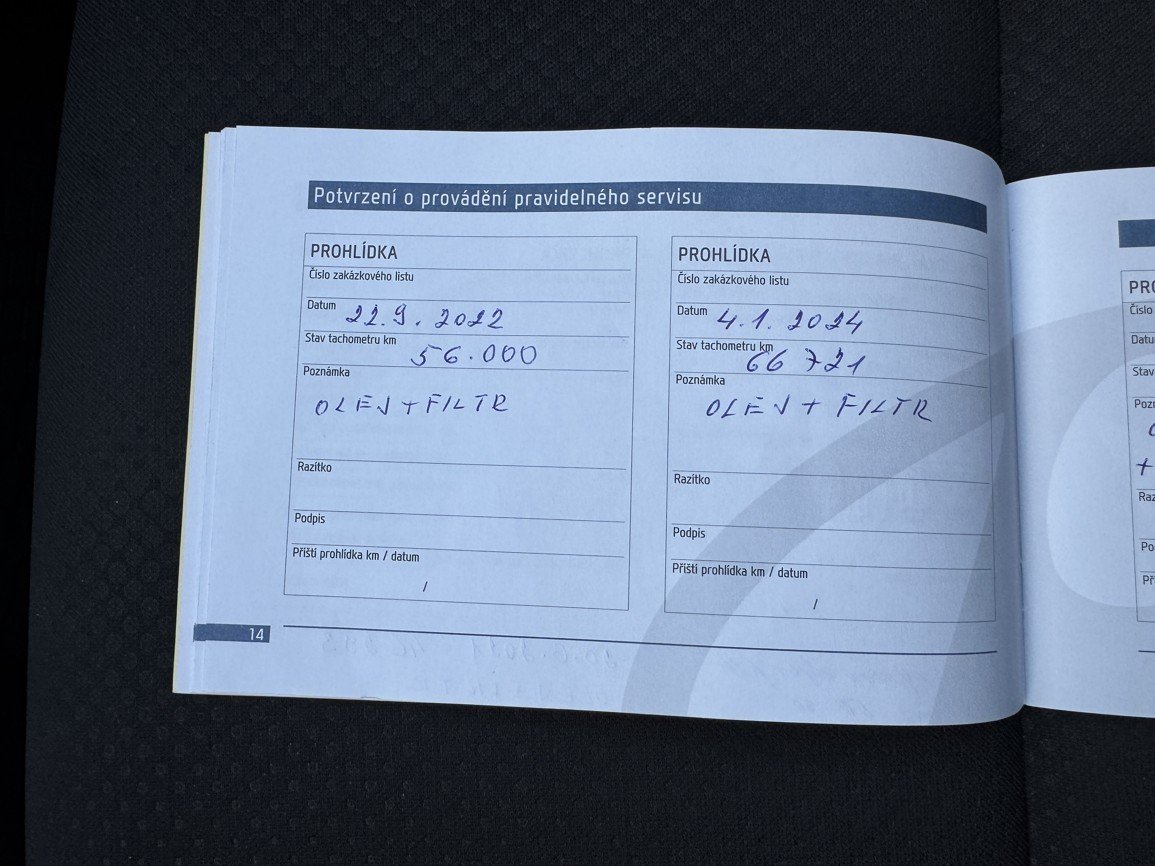 Potvrzení o provádění pravidelného servisu
PROHLÍDKA
Číslo zakázkového listu
Datum 22.9.2022
Stav tachometru km 56.000
Poznámka
OLEJ + FILTR
Razítko
Podpis
Příští prohlídka km / datum
/
14
PROHLÍDKA
Číslo zakázkového listu
Datum 4.1.2024
Stav tachometru km 66 721
Poznámka
OLEJ + FILTR
Razítko
Podpis
Příští prohlídka km / datum
/
Číslo
Stav
+